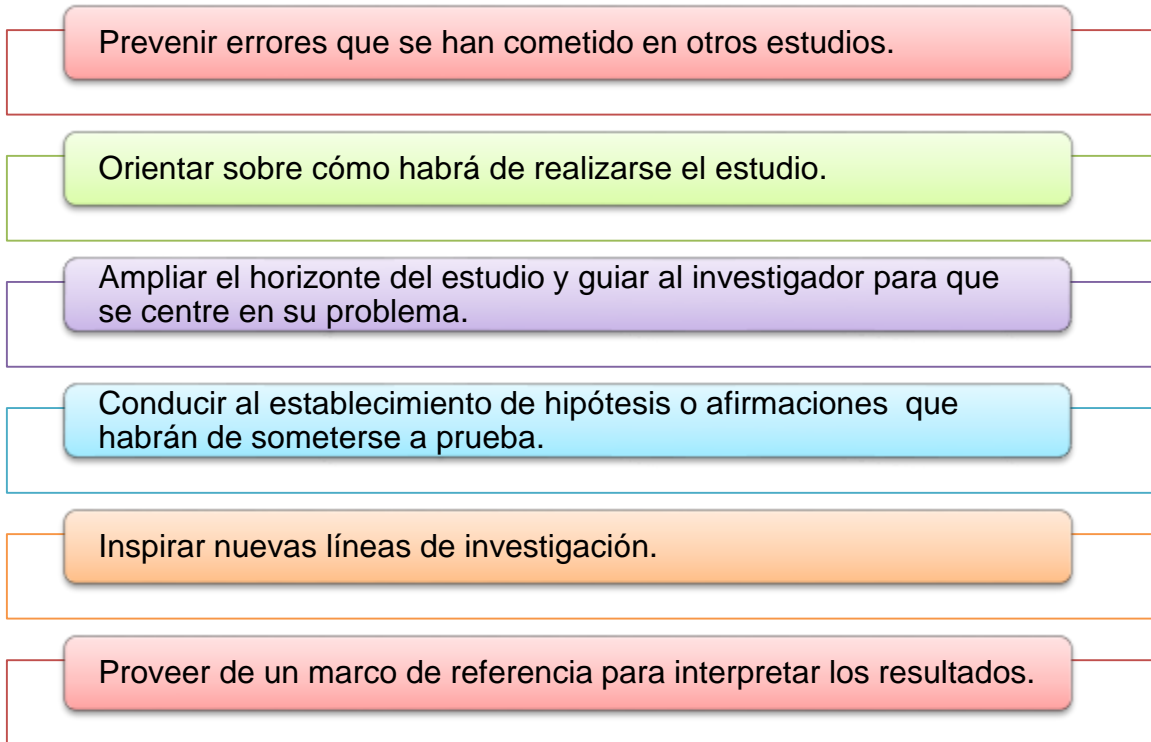 Prevenir errores que se han cometido en otros estudios.
Orientar sobre cómo habrá de realizarse el estudio.
Ampliar el horizonte del estudio y guiar al investigador para que
se centre en su problema.
Conducir al establecimiento de hipótesis o afirmaciones que
habrán de someterse a prueba.
Inspirar nuevas líneas de investigación.
Proveer de un marco de referencia para interpretar los resultados.